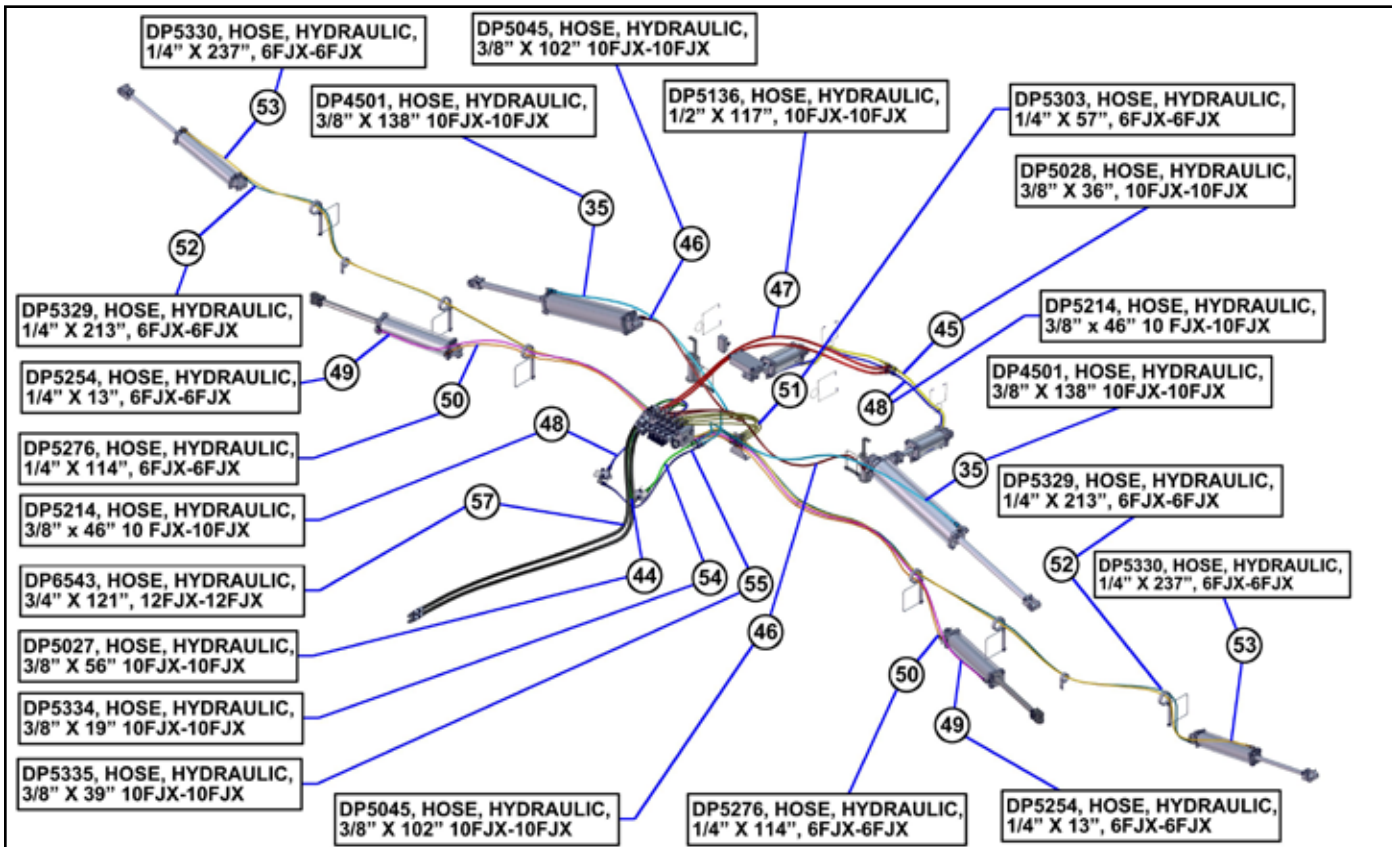 DP5330, HOSE, HYDRAULIC,
1/4” X 237”, 6FJX-6FJX
DP5045, HOSE, HYDRAULIC,
3/8” X 102” 10FJX-10FJX
53
DP4501, HOSE, HYDRAULIC,
3/8” X 138” 10FJX-10FJX
DP5136, HOSE, HYDRAULIC,
1/2” X 117”, 10FJX-10FJX
DP5303, HOSE, HYDRAULIC,
1/4” X 57”, 6FJX-6FJX
DP5028, HOSE, HYDRAULIC,
3/8” X 36”, 10FJX-10FJX
35
52
46
47
DP5329, HOSE, HYDRAULIC,
1/4” X 213”, 6FJX-6FJX
45
DP5214, HOSE, HYDRAULIC,
3/8” x 46” 10 FJX-10FJX
49
DP5254, HOSE, HYDRAULIC,
1/4” X 13”, 6FJX-6FJX
50
51
48
DP4501, HOSE, HYDRAULIC,
3/8” X 138” 10FJX-10FJX
DP5276, HOSE, HYDRAULIC,
1/4” X 114”, 6FJX-6FJX
48
35
DP5329, HOSE, HYDRAULIC,
1/4” X 213”, 6FJX-6FJX
DP5214, HOSE, HYDRAULIC,
3/8” x 46” 10 FJX-10FJX
57
52
DP5330, HOSE, HYDRAULIC,
1/4” X 237”, 6FJX-6FJX
DP6543, HOSE, HYDRAULIC,
3/4” X 121”, 12FJX-12FJX
44
54
55
46
53
DP5027, HOSE, HYDRAULIC,
3/8” X 56” 10FJX-10FJX
50
49
DP5334, HOSE, HYDRAULIC,
3/8” X 19” 10FJX-10FJX
DP5335, HOSE, HYDRAULIC,
3/8” X 39” 10FJX-10FJX
DP5045, HOSE, HYDRAULIC,
3/8” X 102” 10FJX-10FJX
DP5276, HOSE, HYDRAULIC,
1/4” X 114”, 6FJX-6FJX
DP5254, HOSE, HYDRAULIC,
1/4” X 13”, 6FJX-6FJX